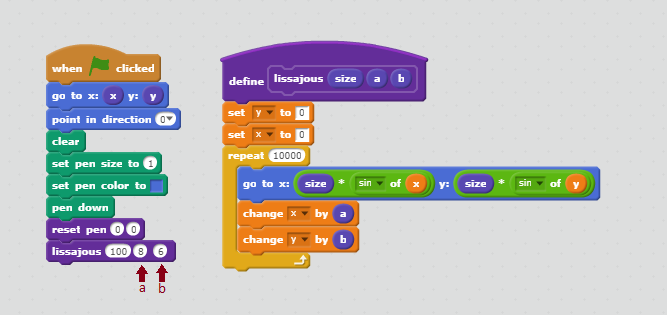 when clicked
go to x: x y: y
point in direction 0
clear
set pen size to 1
set pen color to
pen down
reset pen 0 0
lissajous 100 8 6
a b
define lissajous size a b
set y to 0
set x to 0
repeat 10000
go to x: size * sin of x y: size * sin of y
change x by a
change y by b